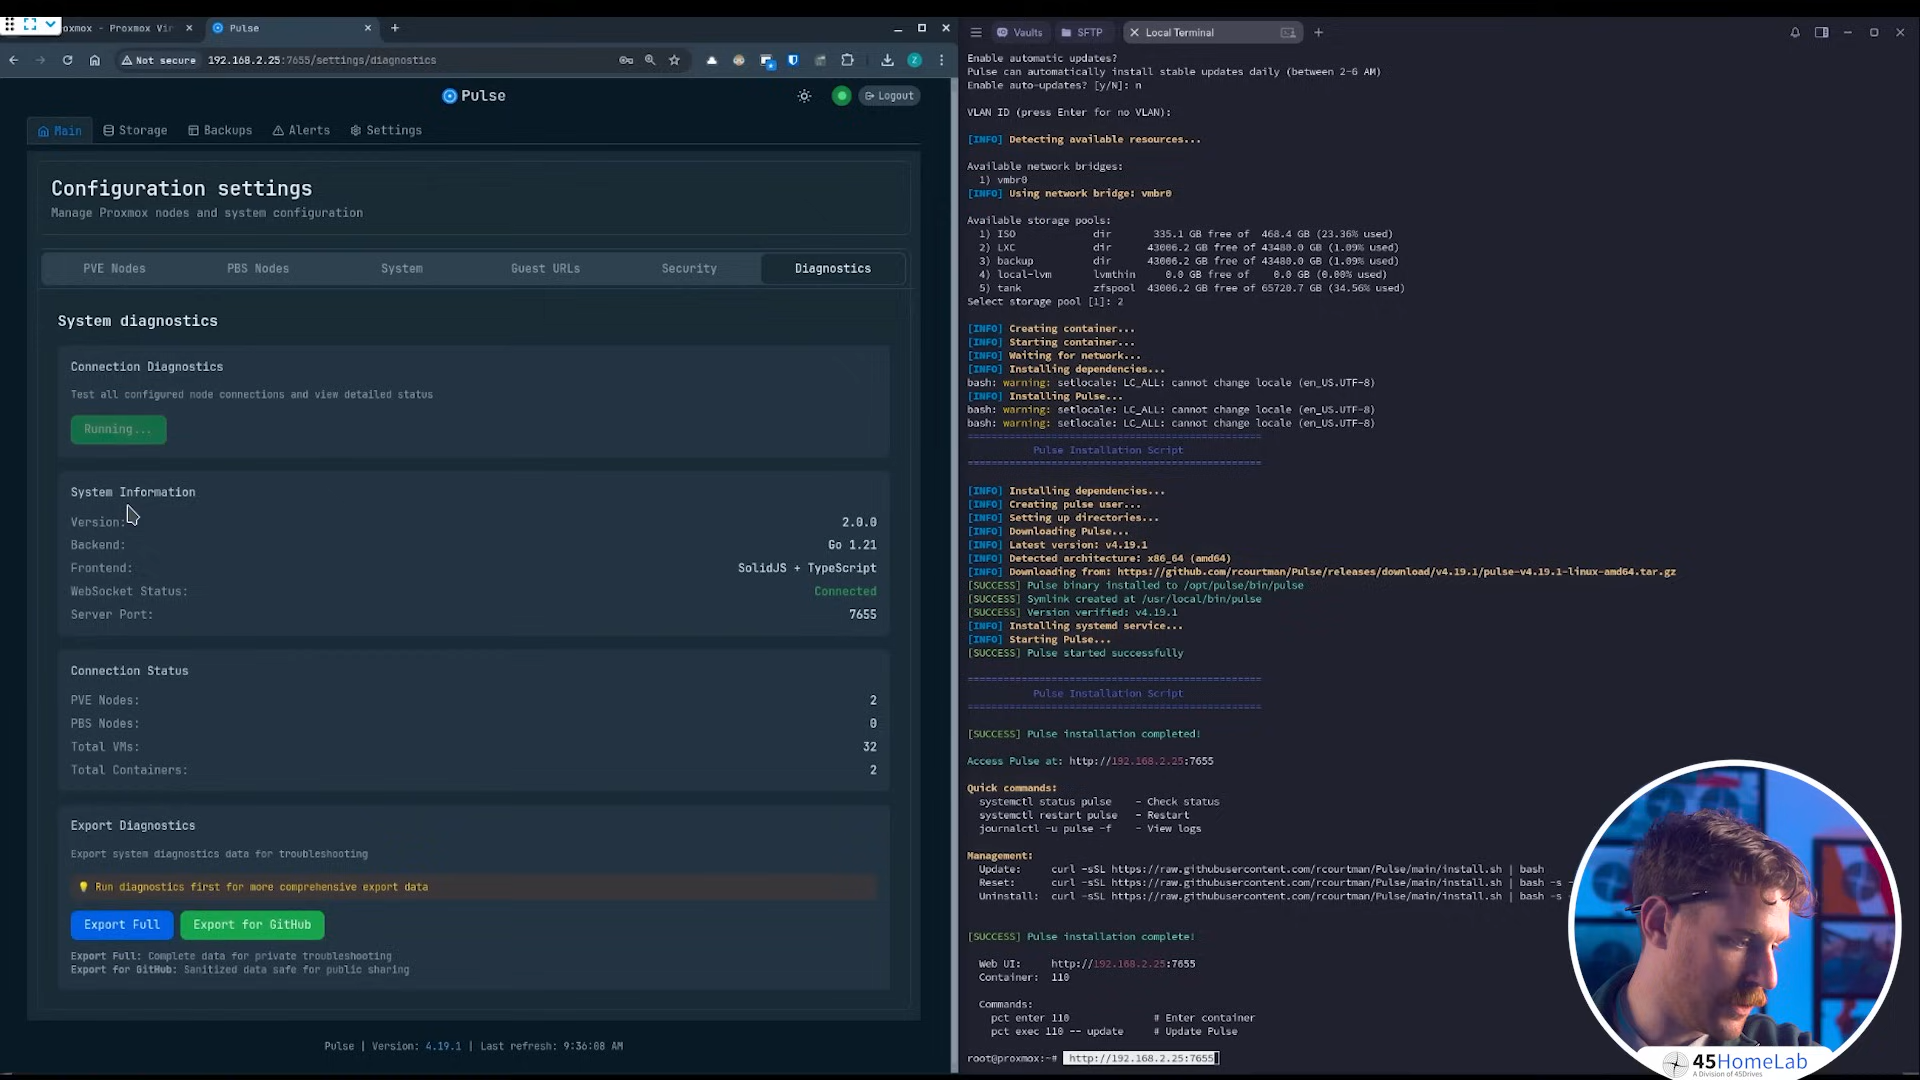 oxmox - Proxmox Vir
Pulse
Not secure
192.168.2.25:7655/settings/diagnostics
Pulse
Logout
Main
Storage
Backups
Alerts
Settings
Configuration settings
Manage Proxmox nodes and system configuration
PVE Nodes
PBS Nodes
System
Guest URLs
Security
Diagnostics
System diagnostics
Connection Diagnostics
Test all configured node connections and view detailed status
Running...
System Information
Version: 2.0.0
Backend: Go 1.21
Frontend: SolidJS + TypeScript
WebSocket Status: Connected
Server Port: 7655
Connection Status
PVE Nodes: 2
PBS Nodes: 0
Total VMs: 32
Total Containers: 2
Export Diagnostics
Export system diagnostics data for troubleshooting
Run diagnostics first for more comprehensive export data
Export Full
Export for GitHub
Export Full: Complete data for private troubleshooting
Export for GitHub: Sanitized data safe for public sharing
Pulse | Version: 4.19.1 | Last refresh: 9:36:08 AM
Vaults
SFTP
Local Terminal
Enable automatic updates?
Pulse can automatically install stable updates daily (between 2-6 AM)
Enable auto-updates? [y/N]: n
VLAN ID (press Enter for no VLAN):
[INFO] Detecting available resources...
Available network bridges:
1) vmbr0
[INFO] Using network bridge: vmbr0
Available storage pools:
1) ISO dir 335.1 GB free of 468.4 GB (23.36% used)
2) LXC dir 43006.2 GB free of 43480.0 GB (1.09% used)
3) backup dir 43006.2 GB free of 43480.0 GB (1.09% used)
4) local-lvm lvmthin 0.0 GB free of 0.0 GB (0.00% used)
5) tank zfspool 43006.2 GB free of 65720.7 GB (34.56% used)
Select storage pool [1]: 2
[INFO] Creating container...
[INFO] Starting container...
[INFO] Waiting for network...
[INFO] Installing dependencies...
bash: warning: setlocale: LC_ALL: cannot change locale (en_US.UTF-8)
[INFO] Installing Pulse...
bash: warning: setlocale: LC_ALL: cannot change locale (en_US.UTF-8)
bash: warning: setlocale: LC_ALL: cannot change locale (en_US.UTF-8)
Pulse Installation Script
[INFO] Installing dependencies...
[INFO] Creating pulse user...
[INFO] Setting up directories...
[INFO] Downloading Pulse...
[INFO] Latest version: v4.19.1
[INFO] Detected architecture: x86_64 (amd64)
[INFO] Downloading from: https://github.com/rcourtman/Pulse/releases/download/v4.19.1/pulse-v4.19.1-linux-amd64.tar.gz
[SUCCESS] Pulse binary installed to /opt/pulse/bin/pulse
[SUCCESS] Symlink created at /usr/local/bin/pulse
[SUCCESS] Version verified: v4.19.1
[INFO] Installing systemd service...
[INFO] Starting Pulse...
[SUCCESS] Pulse started successfully
Pulse Installation Script
[SUCCESS] Pulse installation completed!
Access Pulse at: http://192.168.2.25:7655
Quick commands:
systemctl status pulse - Check status
systemctl restart pulse - Restart
journalctl -u pulse -f - View logs
Management:
Update: curl -sSL https://raw.githubusercontent.com/rcourtman/Pulse/main/install.sh | bash
Reset: curl -sSL https://raw.githubusercontent.com/rcourtman/Pulse/main/install.sh | bash -s -
Uninstall: curl -sSL https://raw.githubusercontent.com/rcourtman/Pulse/main/install.sh | bash -s
[SUCCESS] Pulse installation complete!
Web UI: http://192.168.2.25:7655
Container: 110
Commands:
pct enter 110 # Enter container
pct exec 110 -- update # Update Pulse
root@proxmox:~# http://192.168.2.25:7655
45HomeLab
A Division of 45Drives